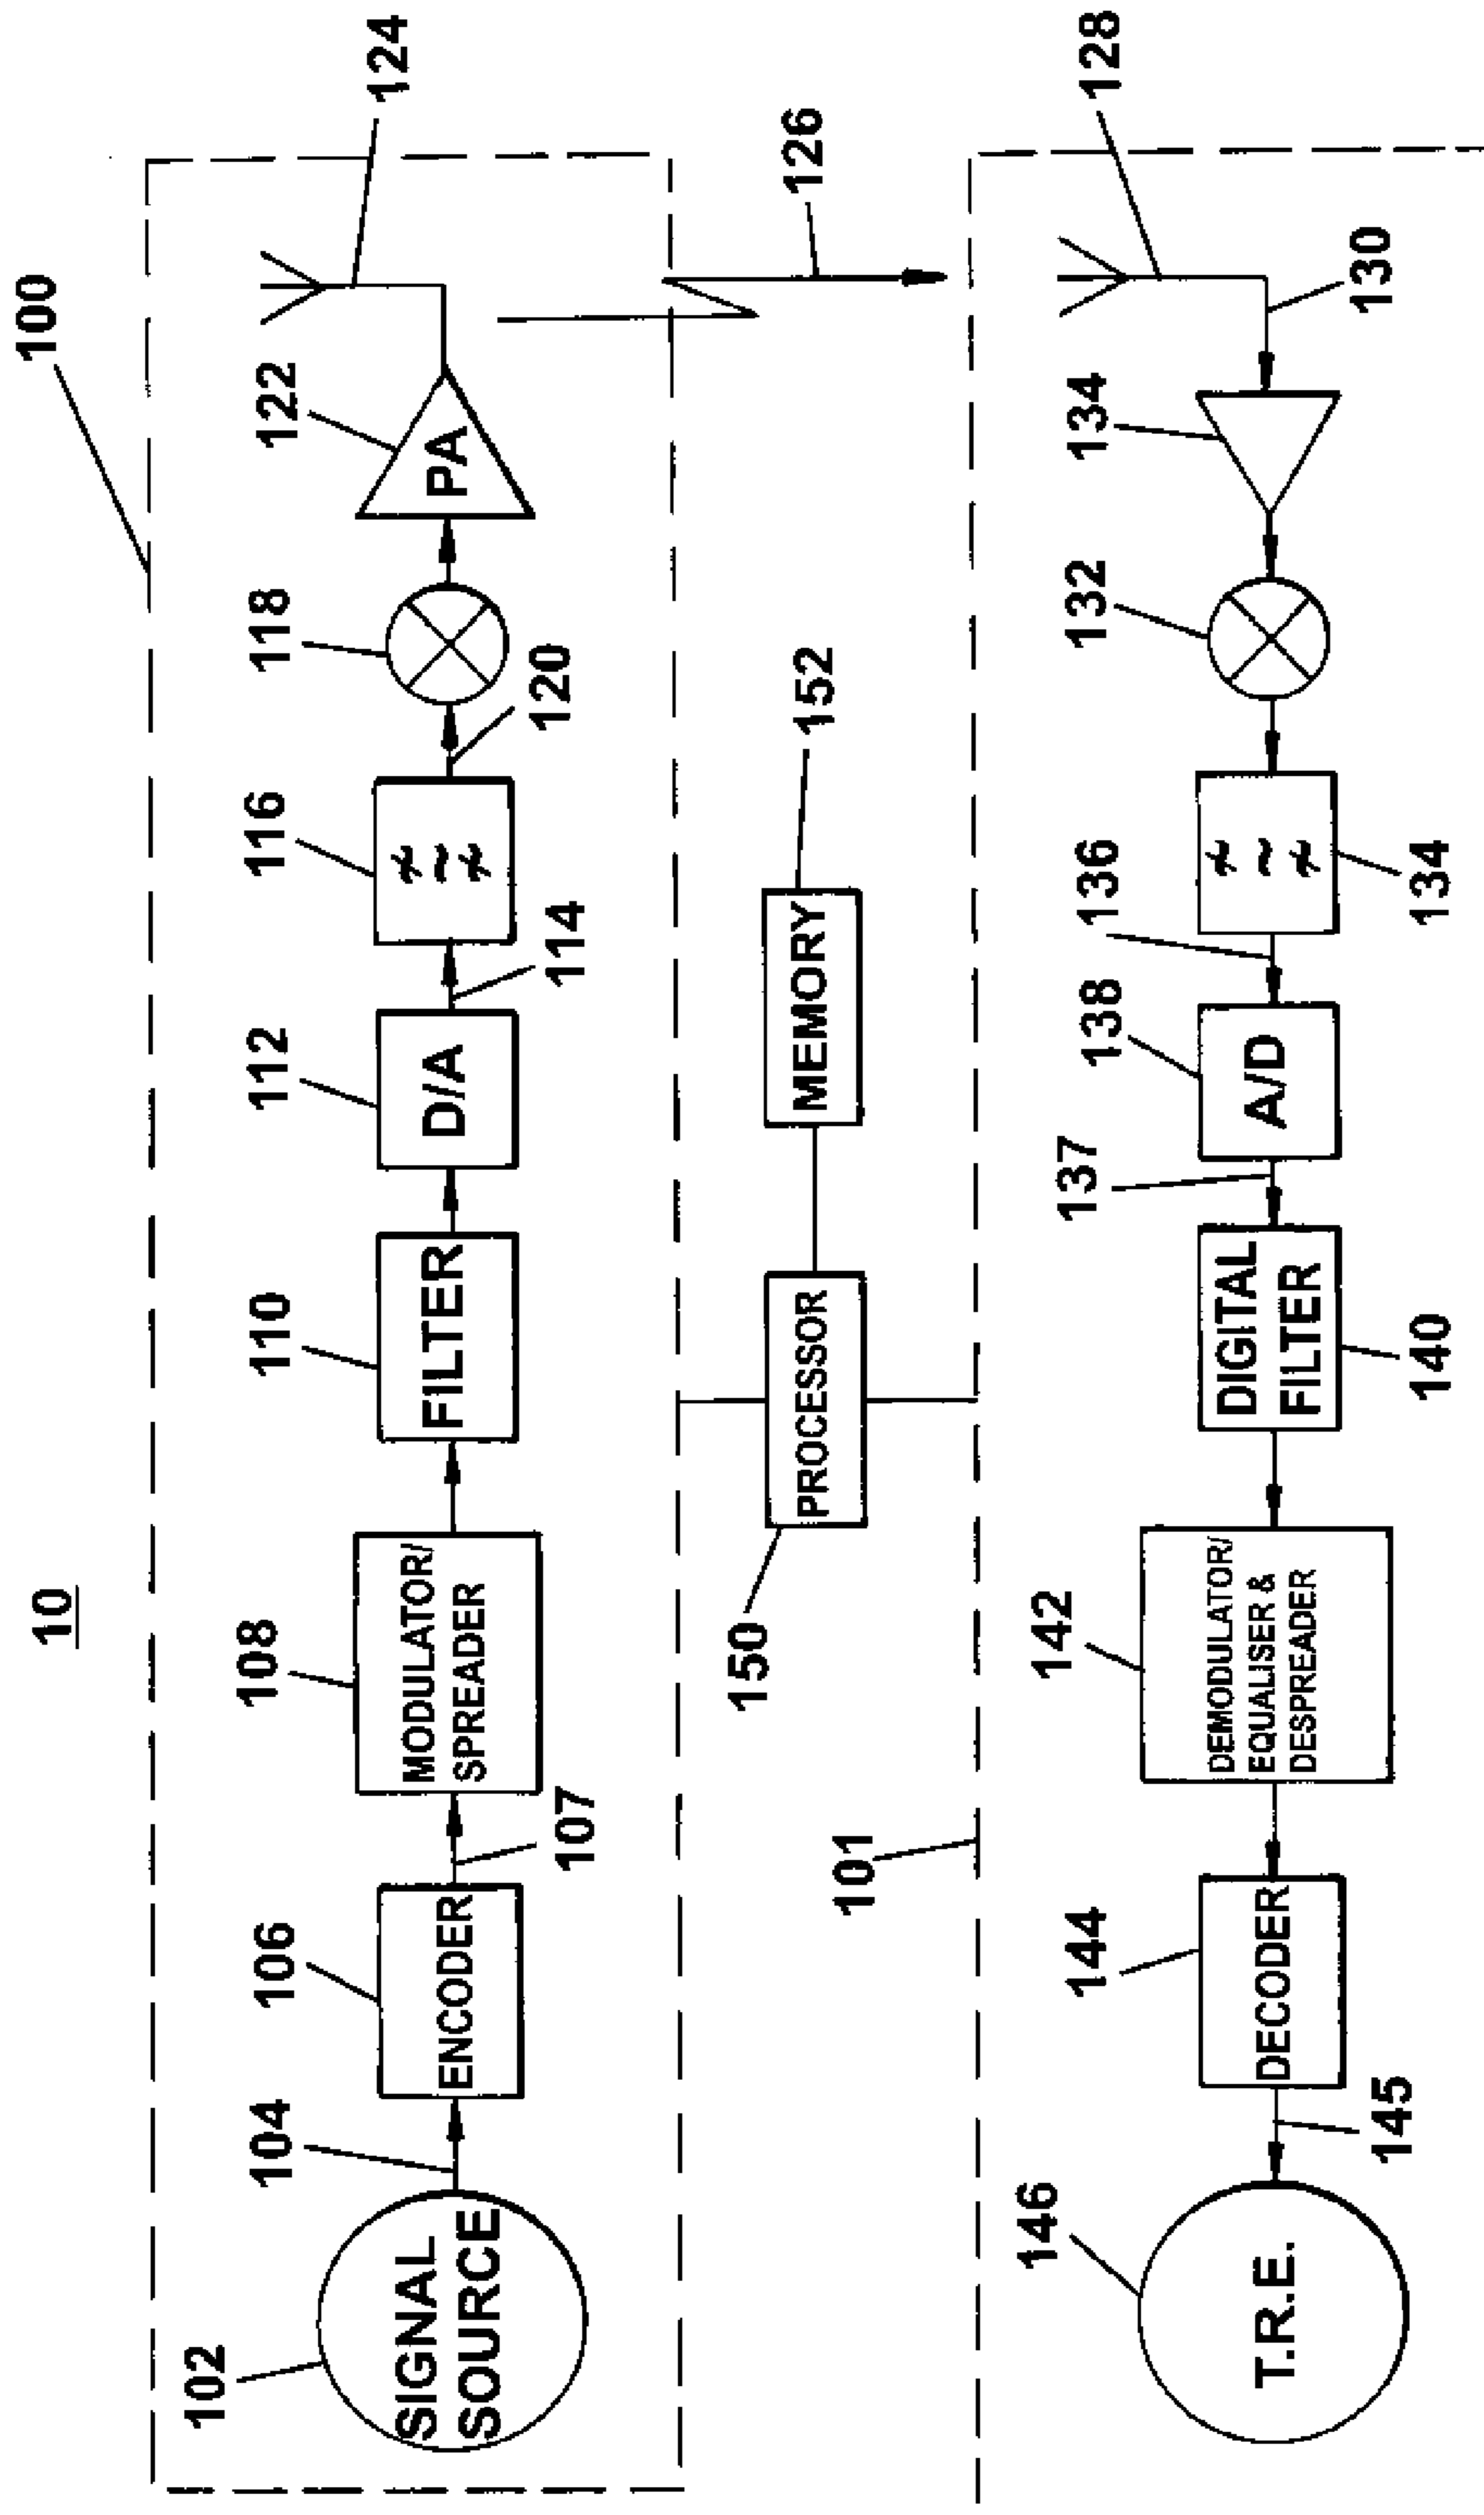 10
100
102
SIGNAL
SOURCE
104
106
ENCODER
107
108
MODULATOR/
SPREADER
110
FILTER
112
D/A
114
116
≉
~
≉
118
120
122
PA
124
126
150
PROCESSOR
152
MEMORY
101
128
130
134
132
134
136
138
A/D
137
DIGITAL
FILTER
140
142
DEMODULATOR/
EQUALISER &
DESPREADER
144
DECODER
145
146
T.R.E.